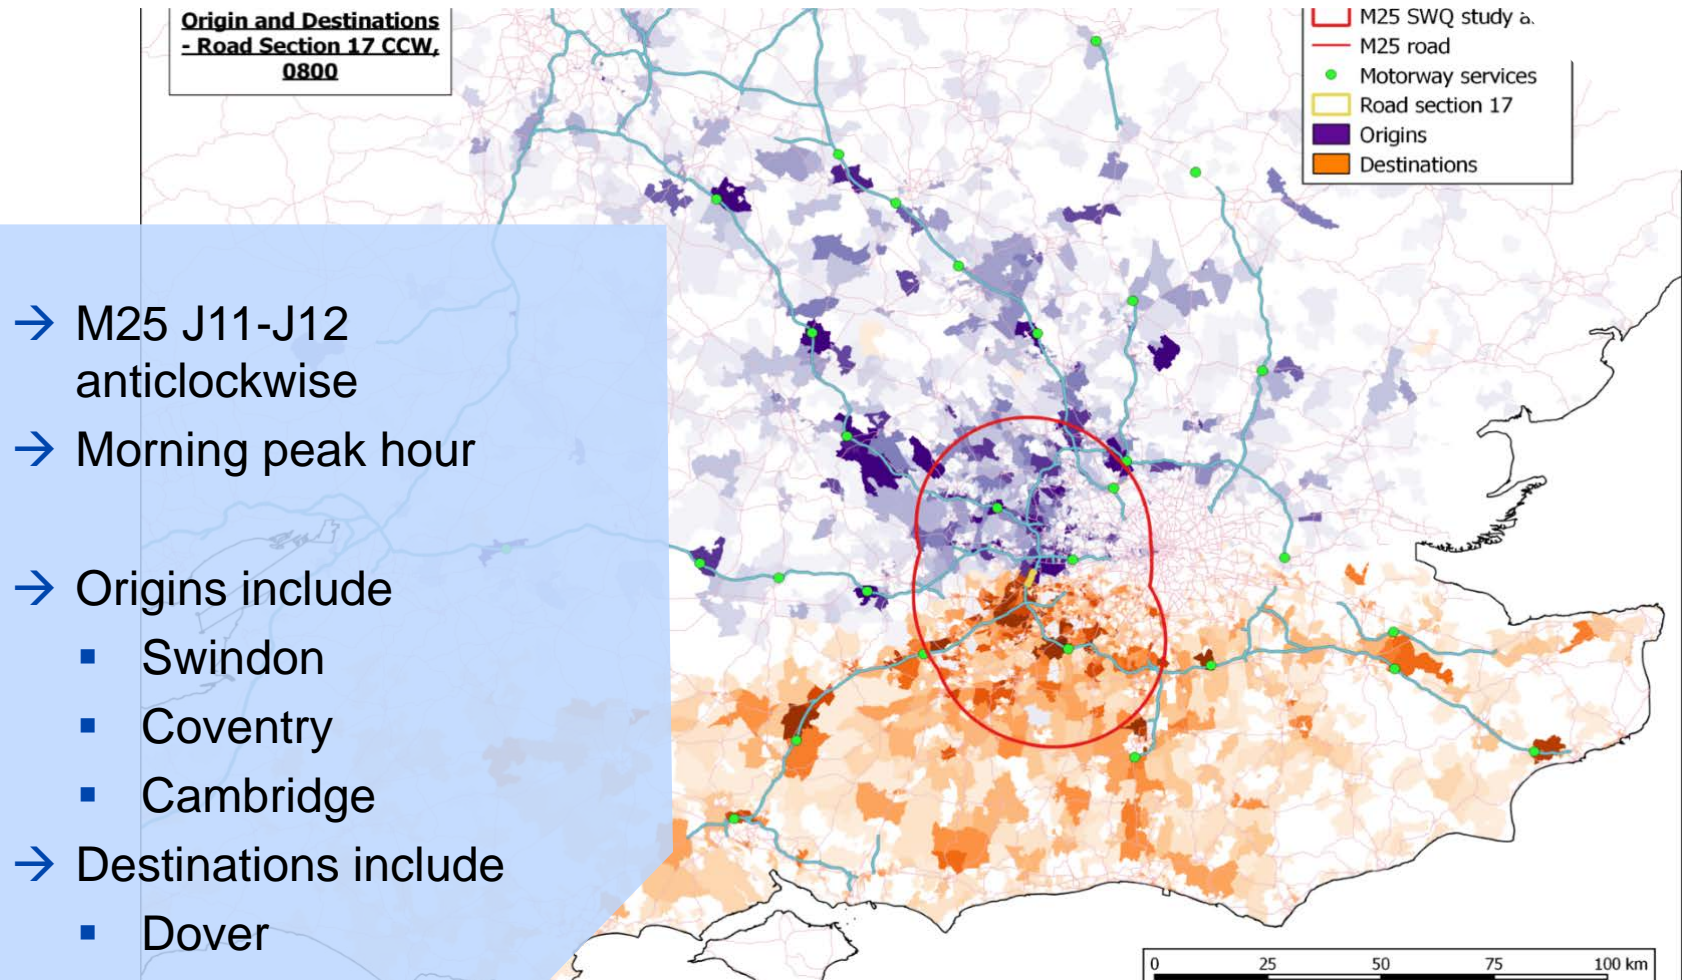 Origin and Destinations
- Road Section 17 CCW,
0800
M25 SWQ study a
M25 road
Motorway services
Road section 17
Origins
Destinations
→ M25 J11-J12
anticlockwise
→ Morning peak hour
→ Origins include
▪ Swindon
▪ Coventry
▪ Cambridge
→ Destinations include
▪ Dover
0 25 50 75 100 km